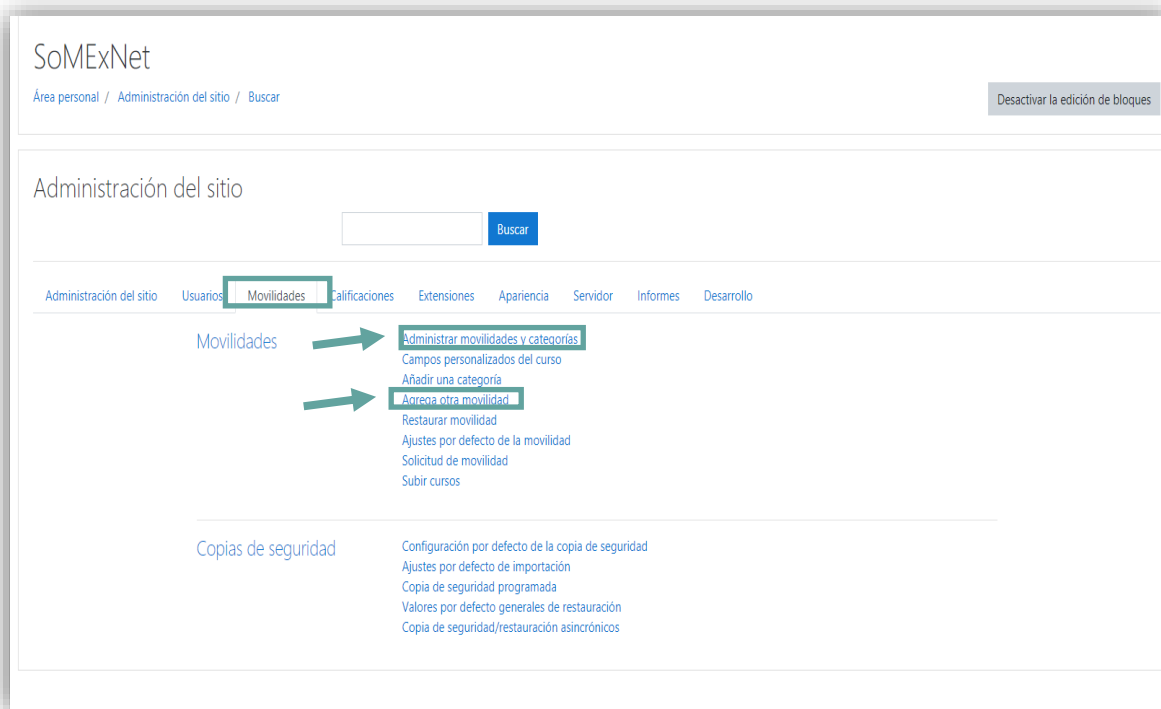 SoMExNet
Área personal / Administración del sitio / Buscar
Desactivar la edición de bloques
Administración del sitio
Buscar
Administración del sitio Usuarios Movilidades Calificaciones Extensiones Apariencia Servidor Informes Desarrollo
Movilidades
Administrar movilidades y categorías
Campos personalizados del curso
Añadir una categoría
Agrega otra movilidad
Restaurar movilidad
Ajustes por defecto de la movilidad
Solicitud de movilidad
Subir cursos
Copias de seguridad
Configuración por defecto de la copia de seguridad
Ajustes por defecto de importación
Copia de seguridad programada
Valores por defecto generales de restauración
Copia de seguridad/restauración asincrónicos